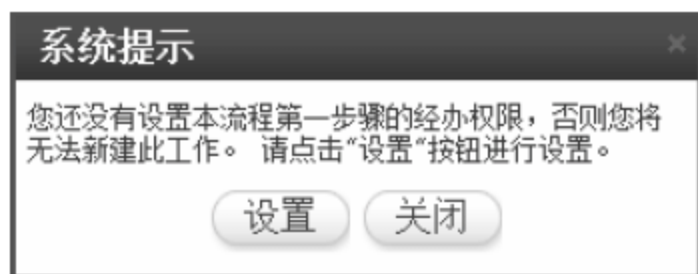 系统提示
您还没有设置本流程第一步骤的经办权限，否则您将
无法新建此工作。 请点击“设置”按钮进行设置。
设置
关闭